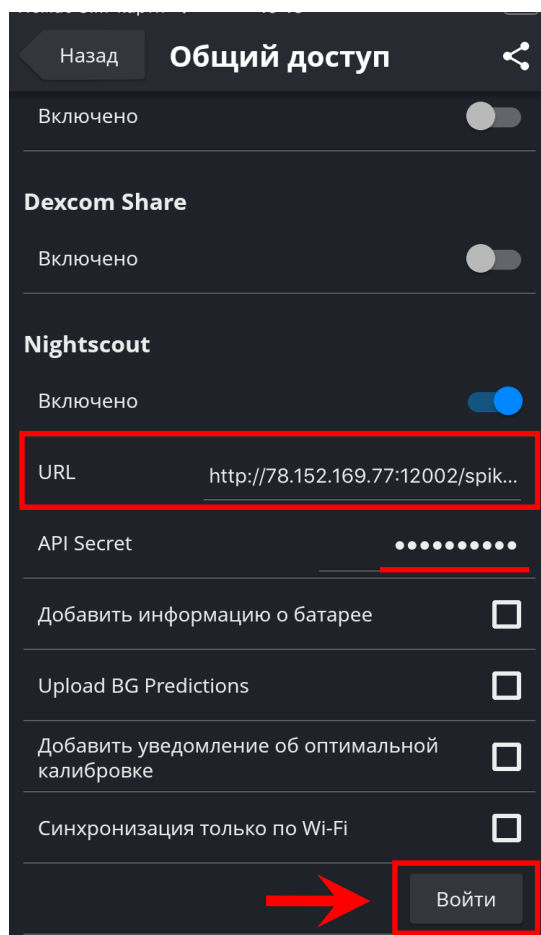 Назад
Общий доступ
Включено
Dexcom Share
Включено
Nightscout
Включено
URL
http://78.152.169.77:12002/spik...
API Secret
••••••••••
Добавить информацию о батарее
Upload BG Predictions
Добавить уведомление об оптимальной
калибровке
Синхронизация только по Wi-Fi
Войти